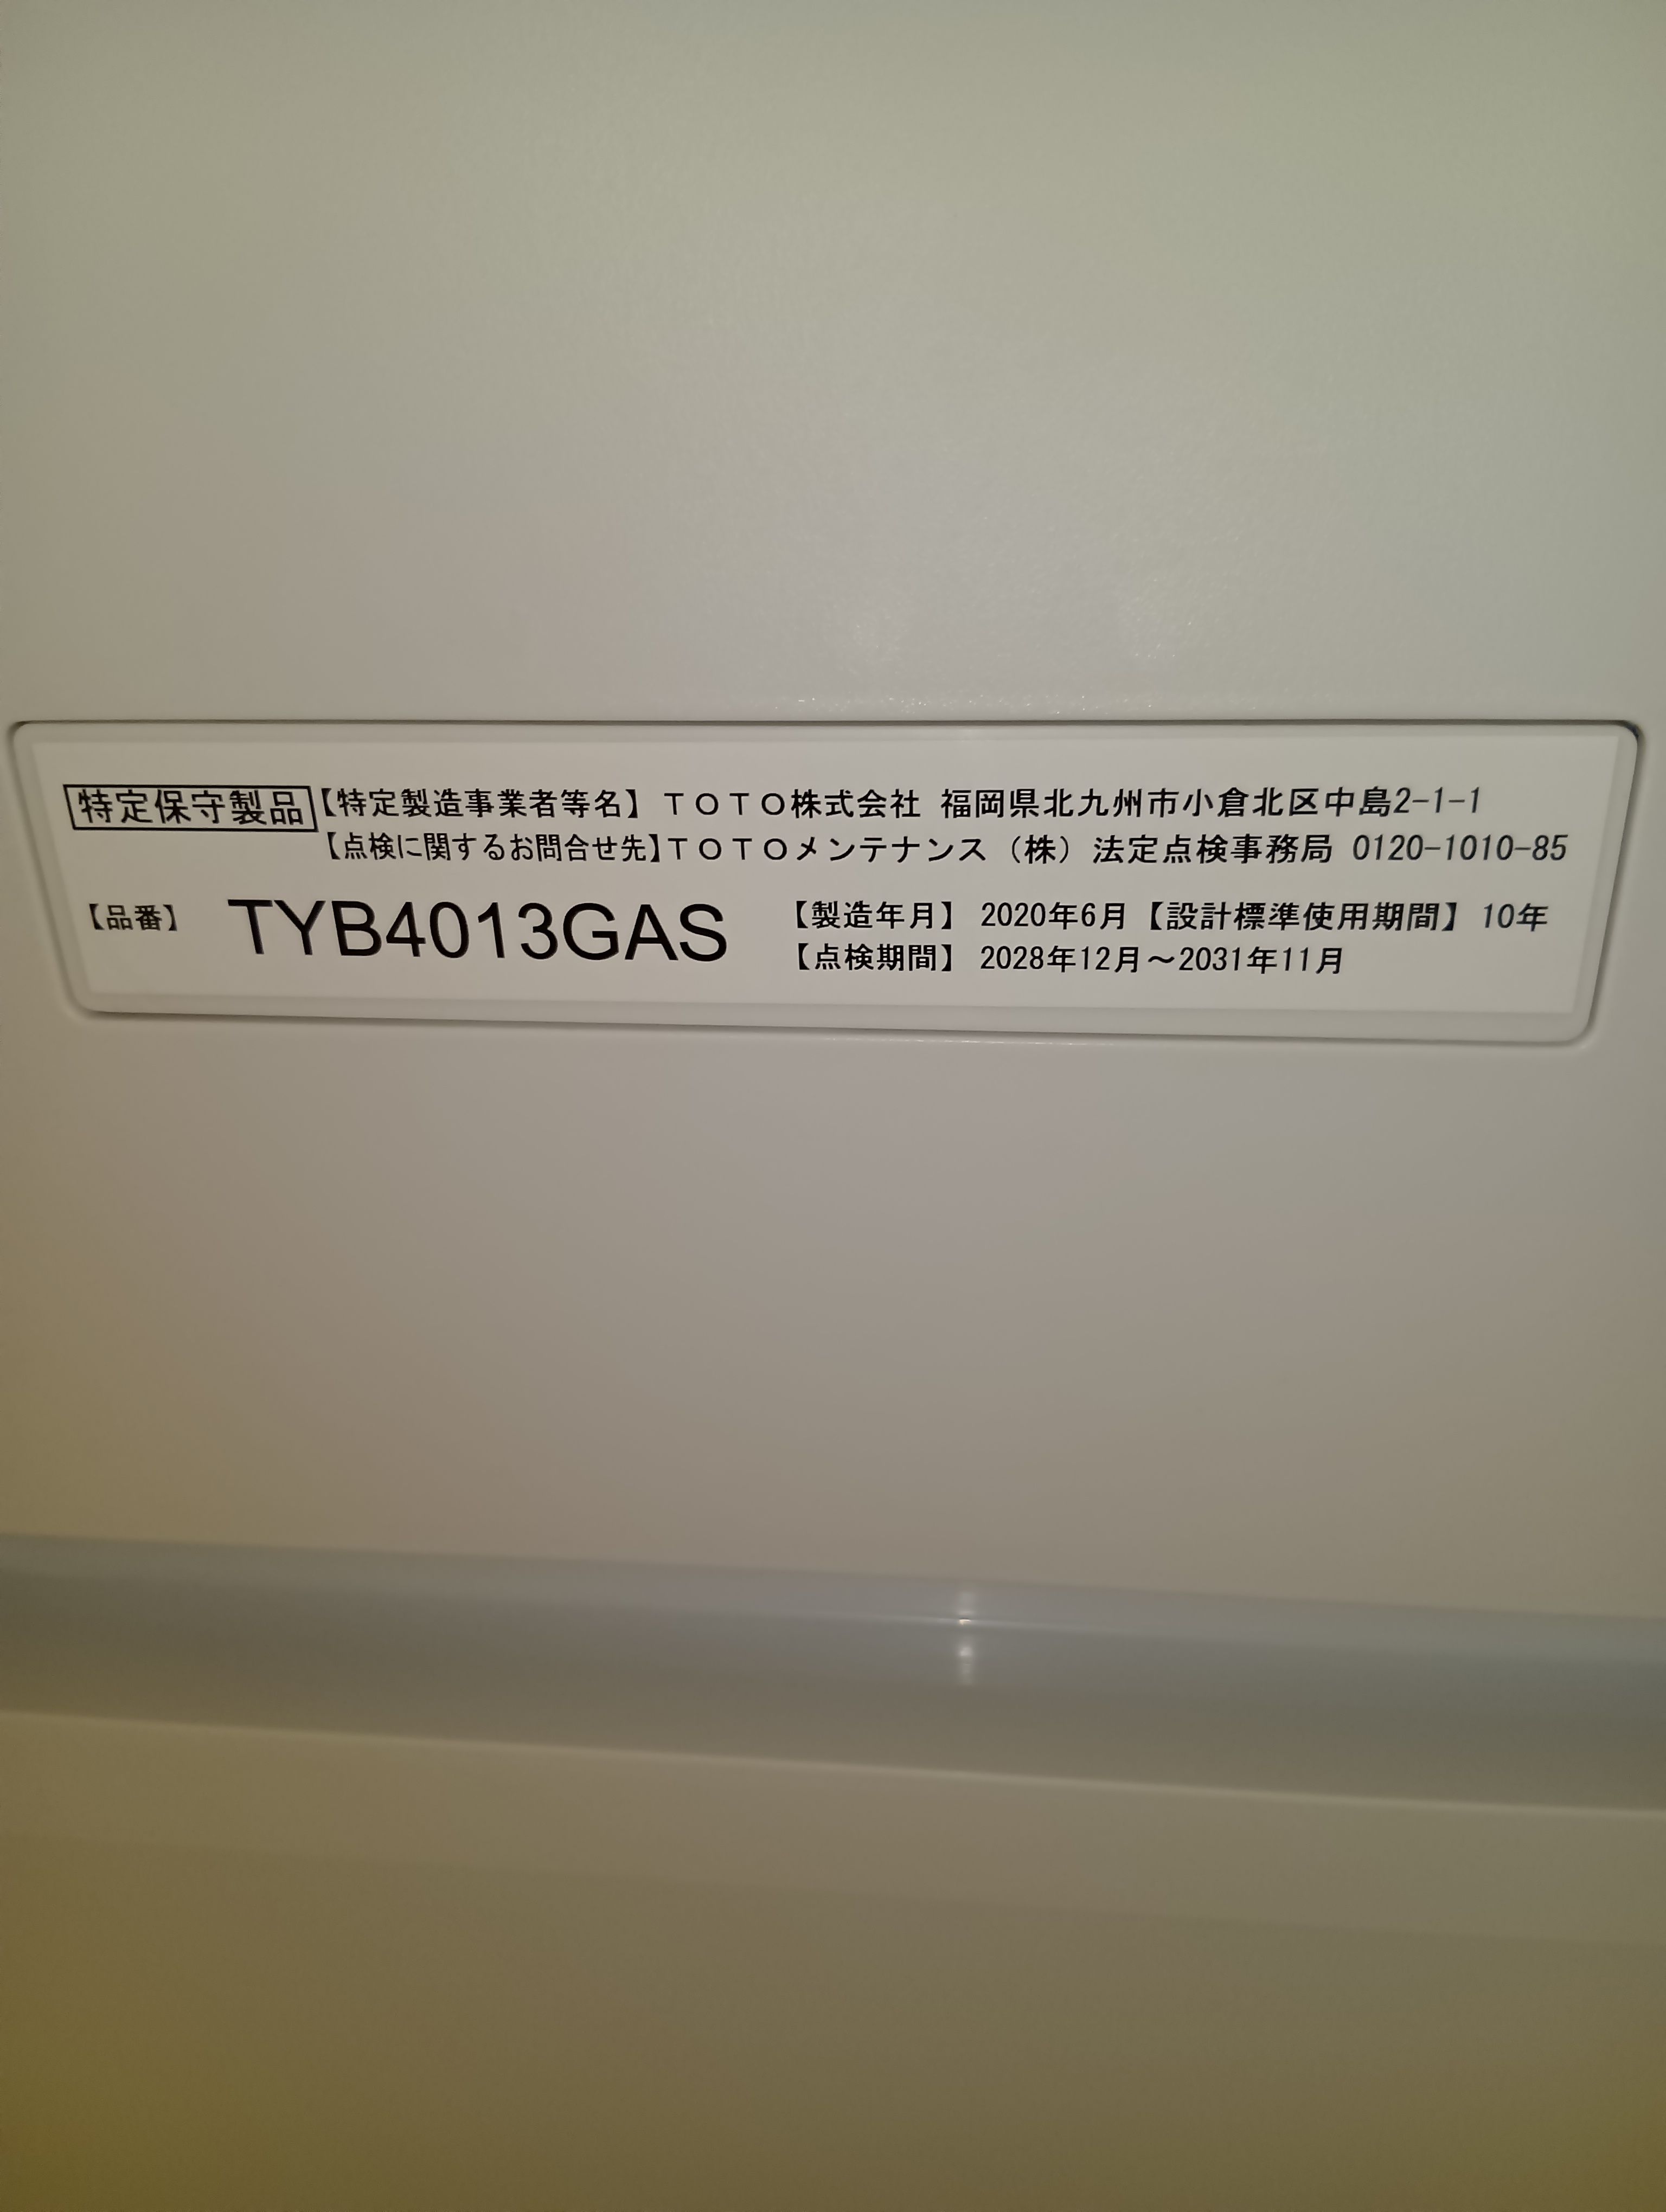 特定保守製品【特定製造事業者等名】 ＴＯＴＯ株式会社 福岡県北九州市小倉北区中島2-1-1
【点検に関するお問合せ先】ＴＯＴＯメンテナンス（株）法定点検事務局 0120-1010-85
【品番】 TYB4013GAS 【製造年月】 2020年6月【設計標準使用期間】 10年
【点検期間】 2028年12月～2031年11月